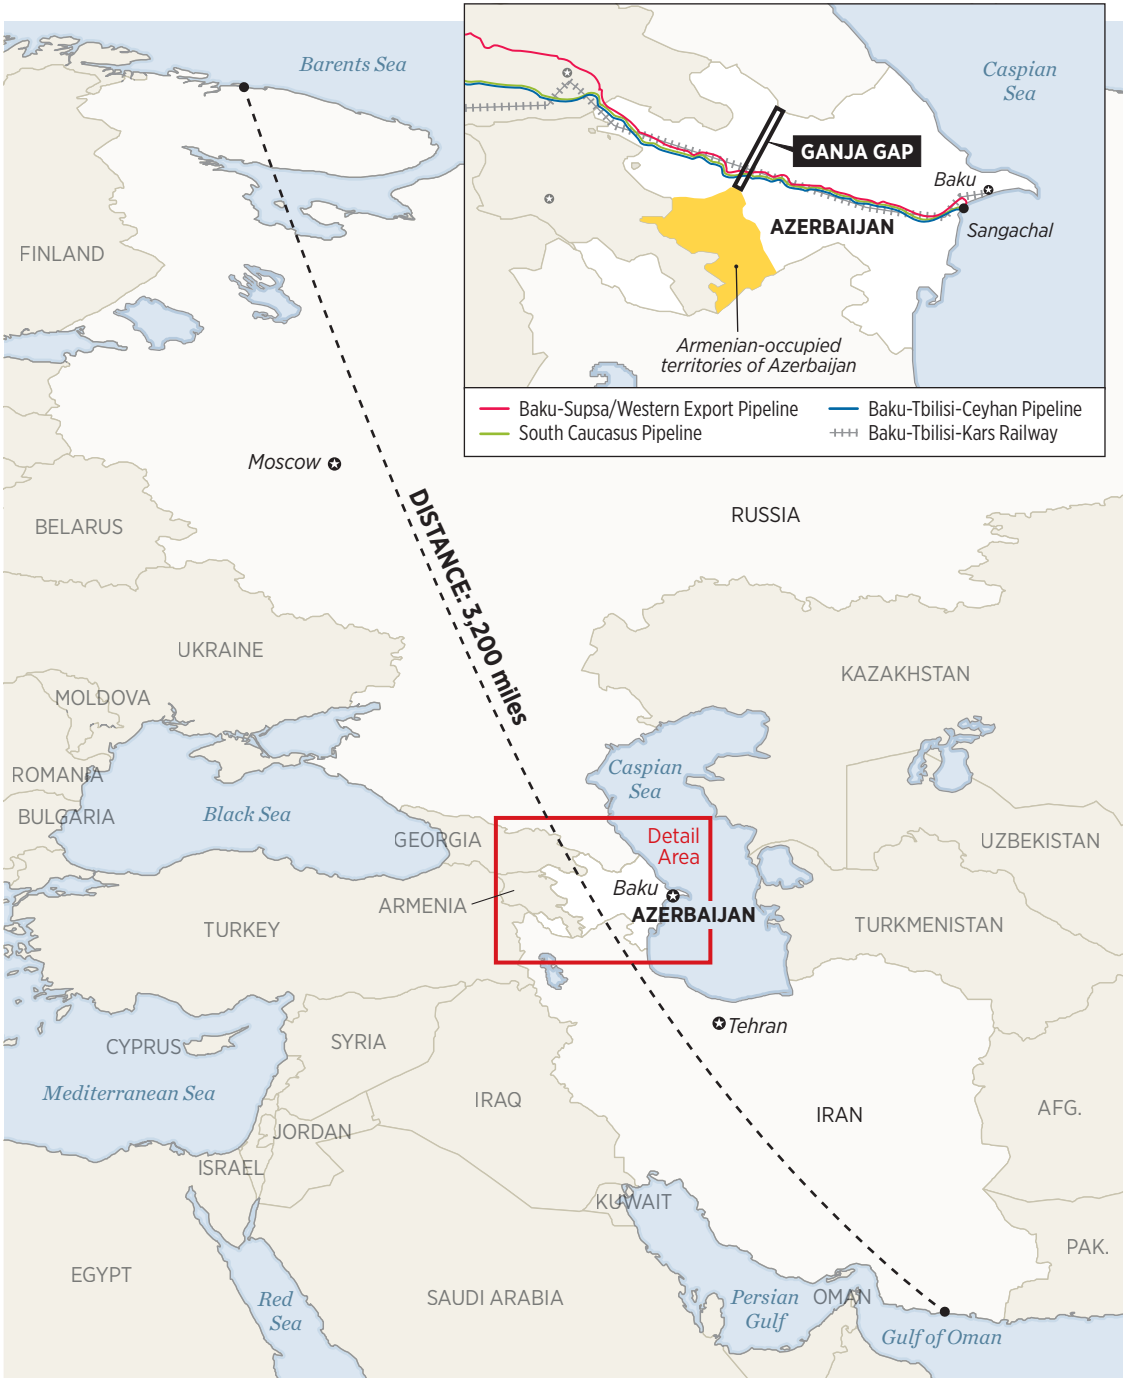 Barents Sea
Caspian
Sea
GANJA GAP
Baku
AZERBAIJAN
Sangachal
Armenian-occupied
territories of Azerbaijan
Baku-Supsa/Western Export Pipeline
South Caucasus Pipeline
Baku-Tbilisi-Ceyhan Pipeline
Baku-Tbilisi-Kars Railway
FINLAND
Moscow
BELARUS
RUSSIA
DISTANCE: 3,200 miles
UKRAINE
KAZAKHSTAN
MOLDOVA
ROMANIA
Caspian
Sea
BULGARIA
Black Sea
GEORGIA
Detail
Area
UZBEKISTAN
Baku
ARMENIA
AZERBAIJAN
TURKEY
TURKMENISTAN
Tehran
CYPRUS
SYRIA
Mediterranean Sea
IRAQ
IRAN
AFG.
JORDAN
ISRAEL
KUWAIT
PAK.
EGYPT
Red
Sea
SAUDI ARABIA
Persian
Gulf
OMAN
Gulf of Oman